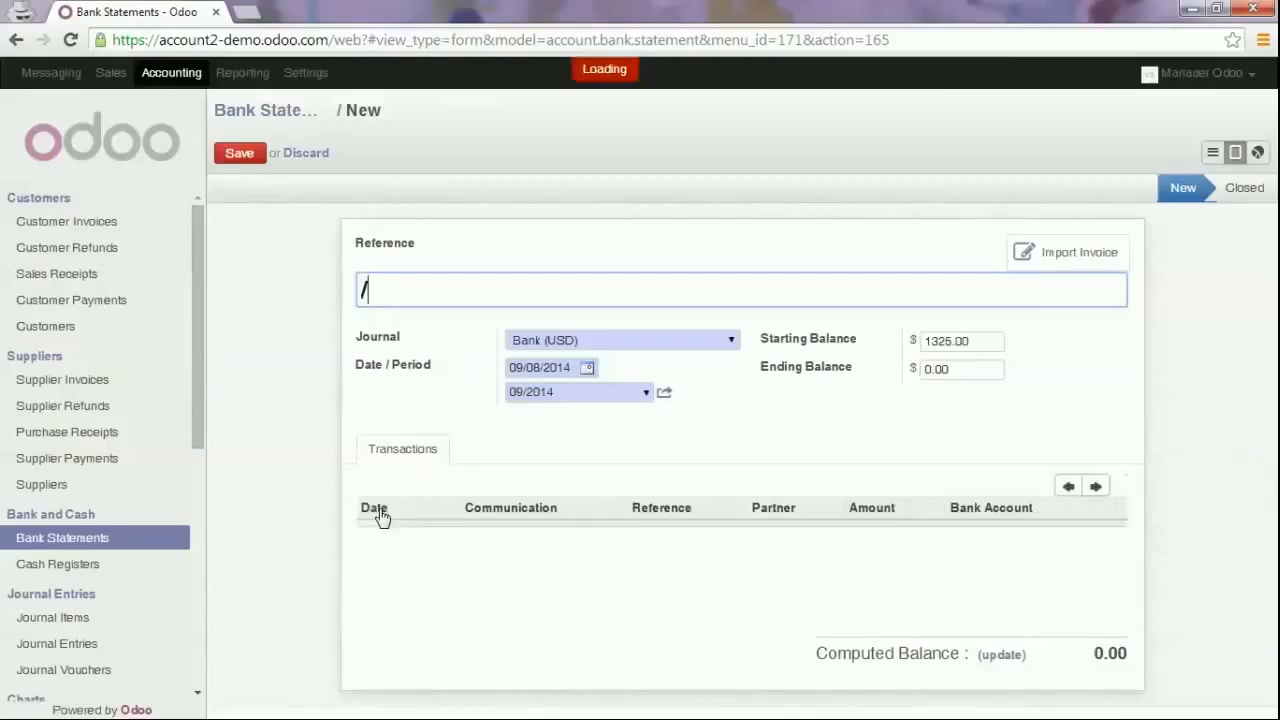 Bank Statements - Odoo
https://account2-demo.odoo.com/web?#view_type=form&model=account.bank.statement&menu_id=171&action=165
Messaging Sales Accounting Reporting Settings Loading Manager Odoo
odoo
Bank State... / New
Save or Discard
New Closed
Customers
Customer Invoices
Customer Refunds
Sales Receipts
Customer Payments
Customers
Suppliers
Supplier Invoices
Supplier Refunds
Purchase Receipts
Supplier Payments
Suppliers
Bank and Cash
Bank Statements
Cash Registers
Journal Entries
Journal Items
Journal Entries
Journal Vouchers
Charts
Powered by Odoo
Reference
Import Invoice
/
Journal Bank (USD) Starting Balance $ 1325.00
Date / Period 09/08/2014 Ending Balance $ 0.00
09/2014
Transactions
Date Communication Reference Partner Amount Bank Account
Computed Balance : (update) 0.00